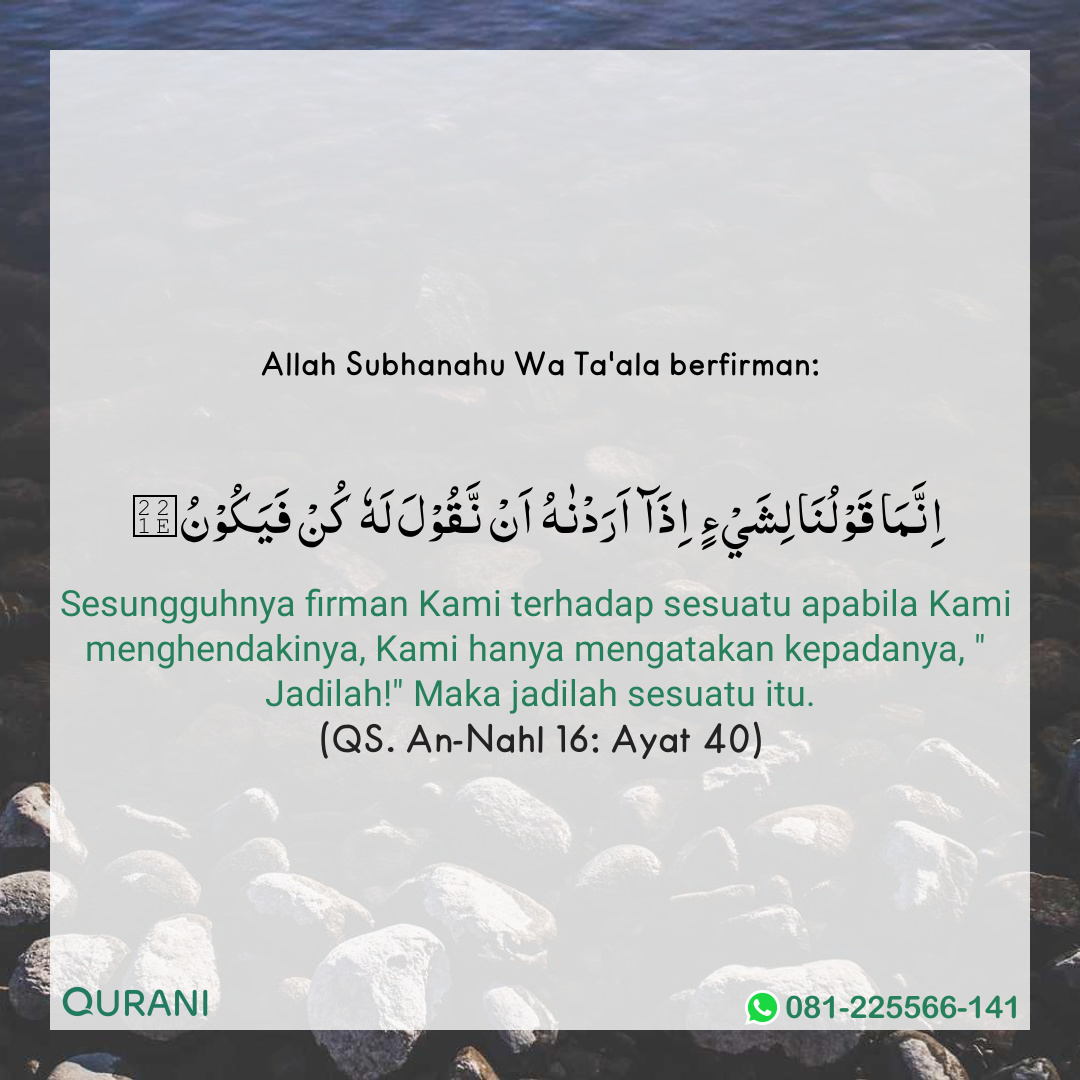 Allah Subhanahu Wa Ta'ala berfirman:
اِنَّمَا قَوْلُنَا لِشَيْءٍ اِذَاۤ اَرَدْنٰهُ اَنْ نَّقُوْلَ لَهٗ كُنْ فَيَكُوْنُ∞
Sesungguhnya firman Kami terhadap sesuatu apabila Kami
menghendakinya, Kami hanya mengatakan kepadanya, "
Jadilah!" Maka jadilah sesuatu itu.
(QS. An-Nahl 16: Ayat 40)
QURANI
081-225566-141